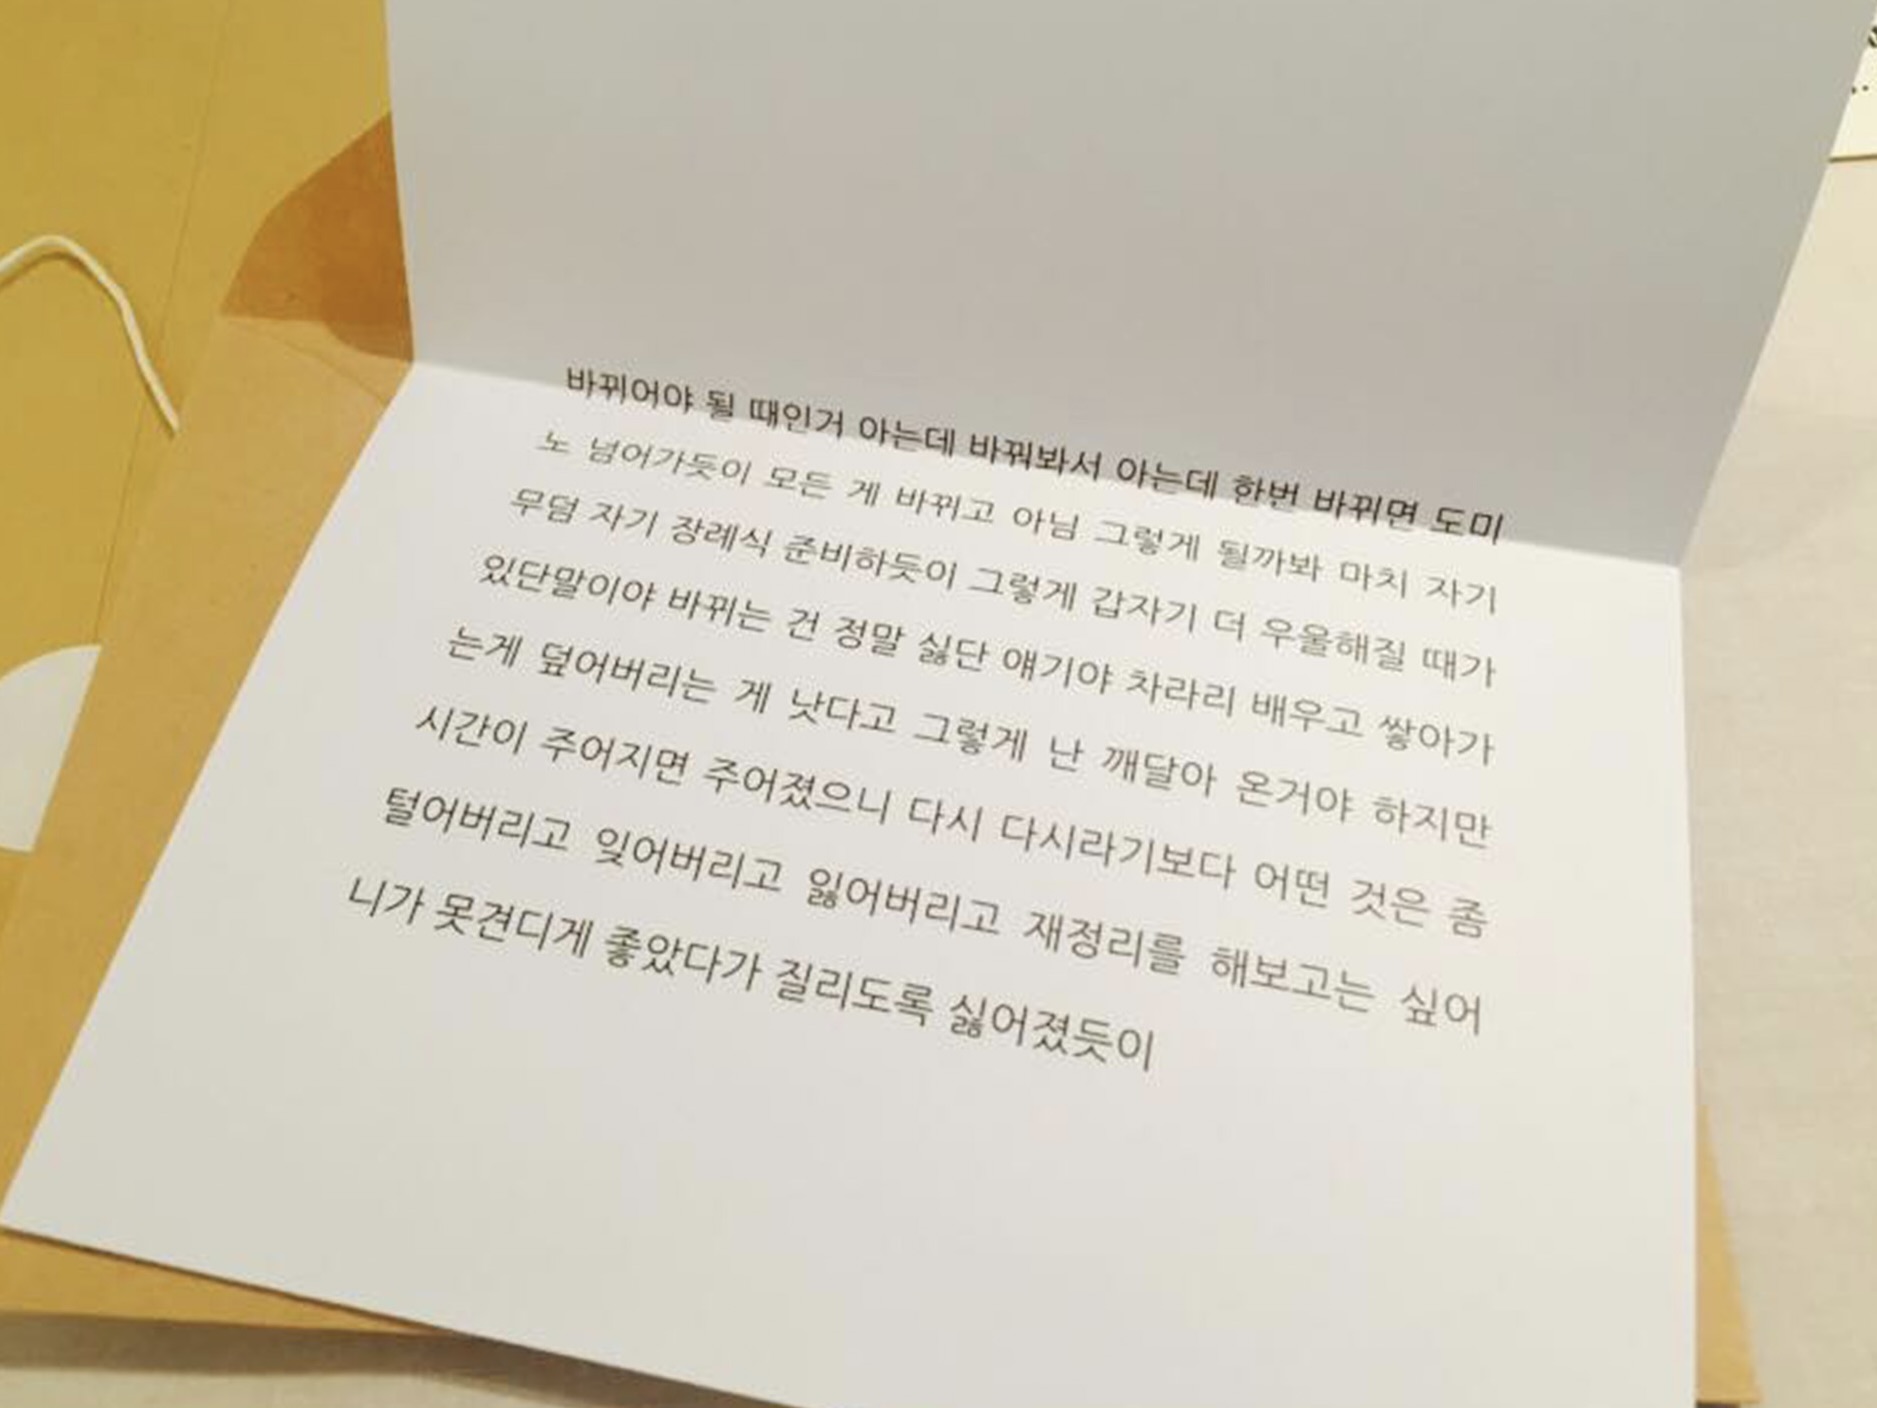 바뀌어야 될 때인거 아는데 바꿔봐서 아는데 한번 바뀌면 도미
노 넘어가듯이 모든 게 바뀌고 아님 그렇게 될까봐 마치 자기
무덤 자기 장례식 준비하듯이 그렇게 갑자기 더 우울해질 때가
있단말이야 바뀌는 건 정말 싫단 얘기야 차라리 배우고 쌓아가
는게 덮어버리는 게 낫다고 그렇게 난 깨달아 온거야 하지만
시간이 주어지면 주어졌으니 다시 다시라기보다 어떤 것은 좀
털어버리고 잊어버리고 잃어버리고 재정리를 해보고는 싶어
니가 못견디게 좋았다가 질리도록 싫어졌듯이